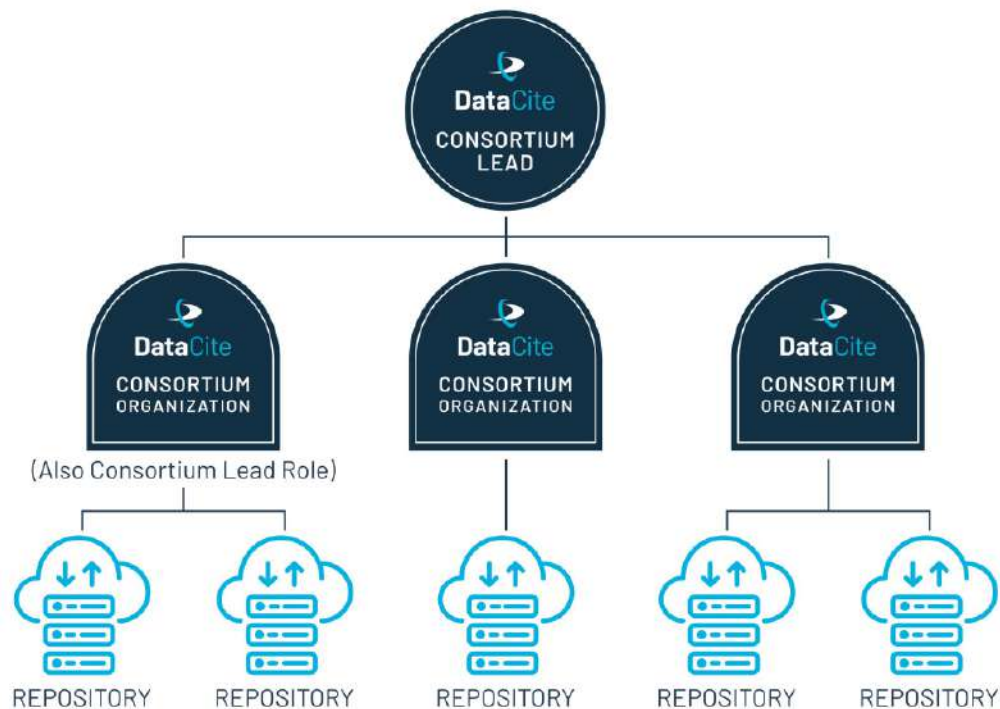 DataCite
CONSORTIUM
LEAD
DataCite
CONSORTIUM
ORGANIZATION
DataCite
CONSORTIUM
ORGANIZATION
DataCite
CONSORTIUM
ORGANIZATION
(Also Consortium Lead Role)
REPOSITORY
REPOSITORY
REPOSITORY
REPOSITORY
REPOSITORY